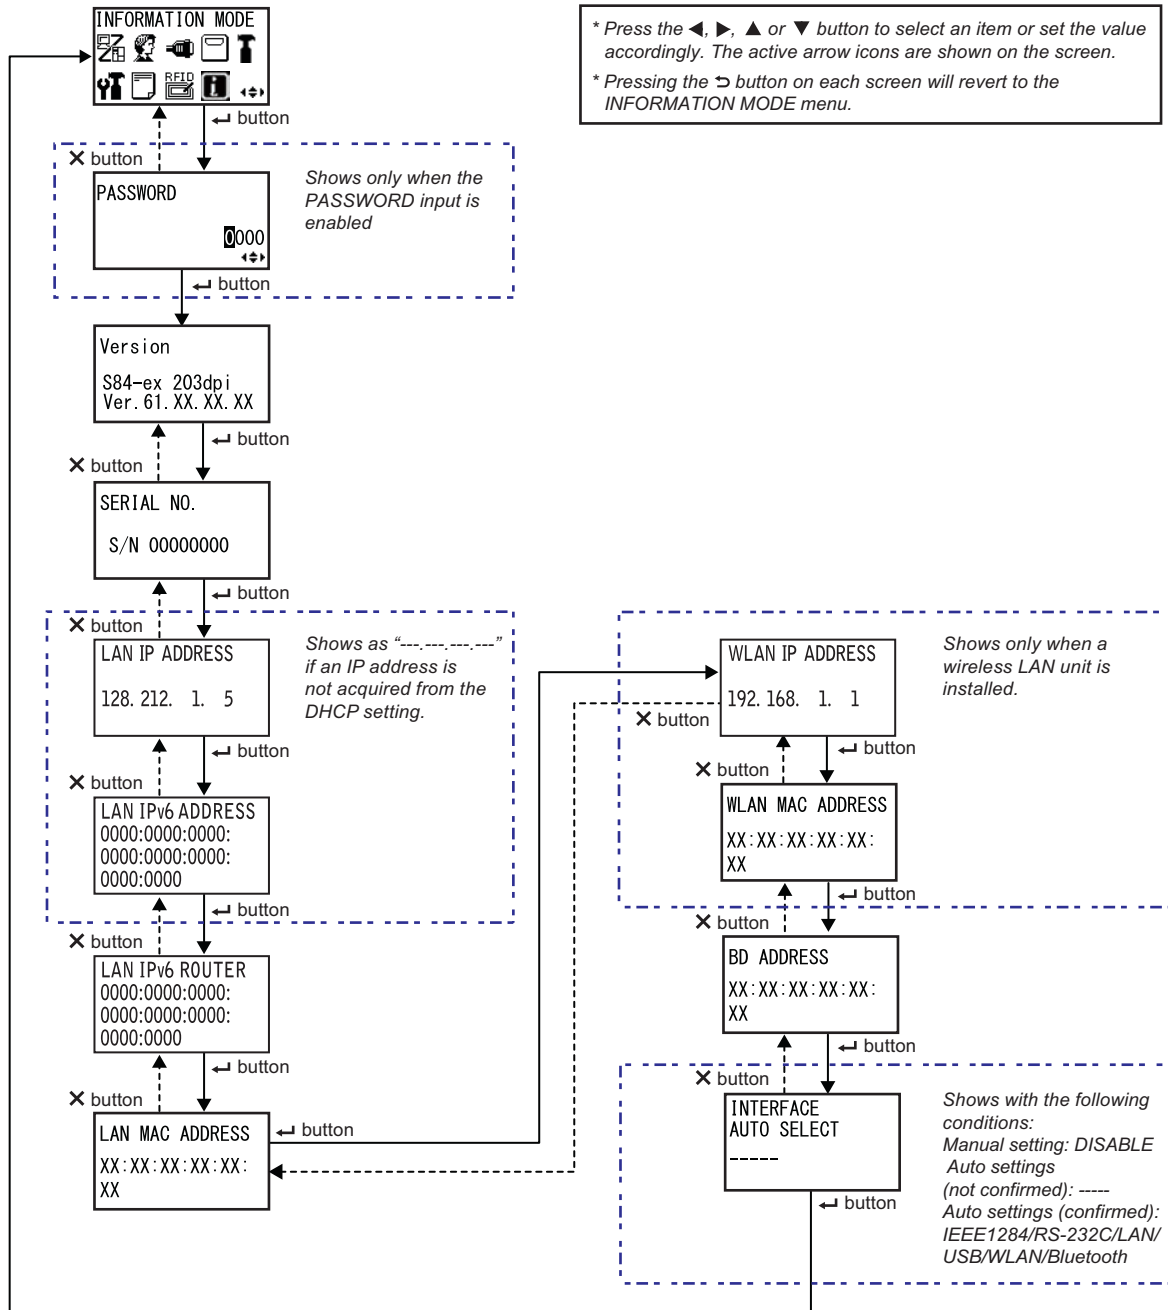 INFORMATION MODE
RFID
↵ button
* Press the ◀, ▶, ▲ or ▼ button to select an item or set the value
accordingly. The active arrow icons are shown on the screen.
* Pressing the ⮌ button on each screen will revert to the
INFORMATION MODE menu.
✕ button
PASSWORD
0000
Shows only when the
PASSWORD input is
enabled
↵ button
Version
S84-ex 203dpi
Ver. 61. XX. XX. XX
↵ button
✕ button
SERIAL NO.
S/N 00000000
↵ button
✕ button
LAN IP ADDRESS
128. 212. 1. 5
Shows as “---.---.---.---”
if an IP address is
not acquired from the
DHCP setting.
↵ button
✕ button
LAN IPv6 ADDRESS
0000:0000:0000:
0000:0000:0000:
0000:0000
↵ button
✕ button
LAN IPv6 ROUTER
0000:0000:0000:
0000:0000:0000:
0000:0000
↵ button
✕ button
LAN MAC ADDRESS
XX:XX:XX:XX:XX:
XX
↵ button
WLAN IP ADDRESS
192. 168. 1. 1
Shows only when a
wireless LAN unit is
installed.
✕ button
↵ button
✕ button
WLAN MAC ADDRESS
XX:XX:XX:XX:XX:
XX
↵ button
✕ button
BD ADDRESS
XX:XX:XX:XX:XX:
XX
↵ button
✕ button
INTERFACE
AUTO SELECT
-----
↵ button
Shows with the following
conditions:
Manual setting: DISABLE
Auto settings
(not confirmed): -----
Auto settings (confirmed):
IEEE1284/RS-232C/LAN/
USB/WLAN/Bluetooth